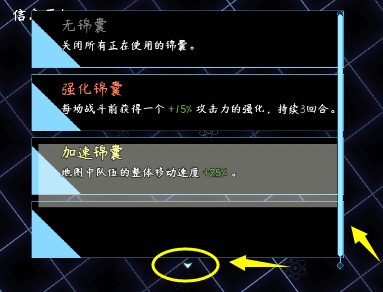 信息
无锦囊
关闭所有正在使用的锦囊。
强化锦囊
每场战斗前获得一个 +15% 攻击力的强化，持续3回合。
加速锦囊
地图中队伍的整体移动速度 +25% 。